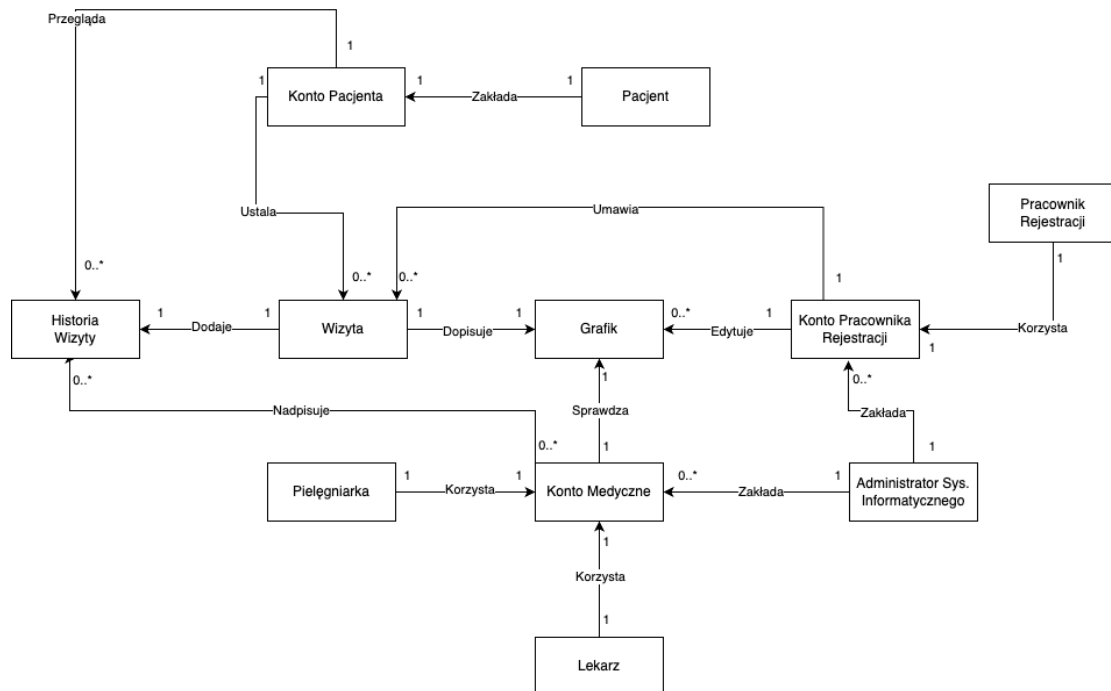 Przegląda
1
1
1
1
Konto Pacjenta
Zakłada
Pacjent
Ustala
Umawia
Pracownik
Rejestracji
1
0..*
0..*
0..*
1
Historia
Wizyty
1
Dodaje
1
Wizyta
1
Dopisuje
1
Grafik
0..*
Edytuje
1
Konto Pracownika
Rejestracji
Korzysta
1
0..*
1
0..*
Nadpisuje
Sprawdza
Zakłada
0..*
1
1
Pielęgniarka
1
Korzysta
1
Konto Medyczne
0..*
Zakłada
1
Administrator Sys.
Informatycznego
1
Korzysta
1
Lekarz